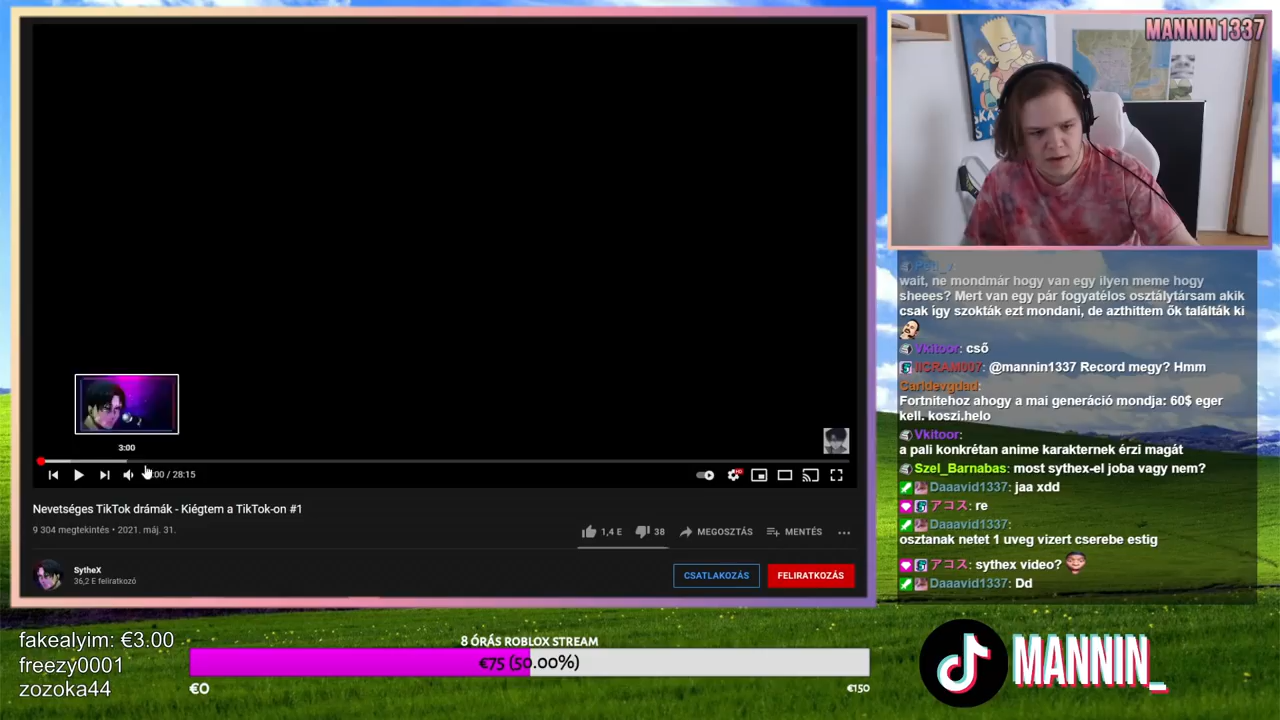 MANNIN1337
3:00
:00 / 28:15
HD
Nevetséges TikTok drámák - Kiégtem a TikTok-on #1
9 304 megtekintés • 2021. máj. 31.
1,4 E
38
MEGOSZTÁS
MENTÉS
SytheX
36,2 E feliratkozó
CSATLAKOZÁS
FELIRATKOZÁS
wait, ne mondmár hogy van egy ilyen meme hogy
sheees? Mert van egy pár fogyatélos osztálytársam akik
csak így szokták ezt mondani, de azthittem ők találták ki
Vkitoor: cső
IICRAM007: @mannin1337 Record megy? Hmm
Carldevgdad:
Fortnitehoz ahogy a mai generáció mondja: 60$ eger
kell. koszi.helo
Vkitoor:
a pali konkrétan anime karakternek érzi magát
Szel_Barnabas: most sythex-el joba vagy nem?
Daaavid1337: jaa xdd
アコス: re
Daaavid1337:
osztanak netet 1 uveg vizert cserebe estig
アコス: sythex video?
Daaavid1337: Dd
fakealyim: €3.00
freezy0001
zozoka44
8 ÓRÁS ROBLOX STREAM
€75 (50.00%)
€0
€150
MANNIN_